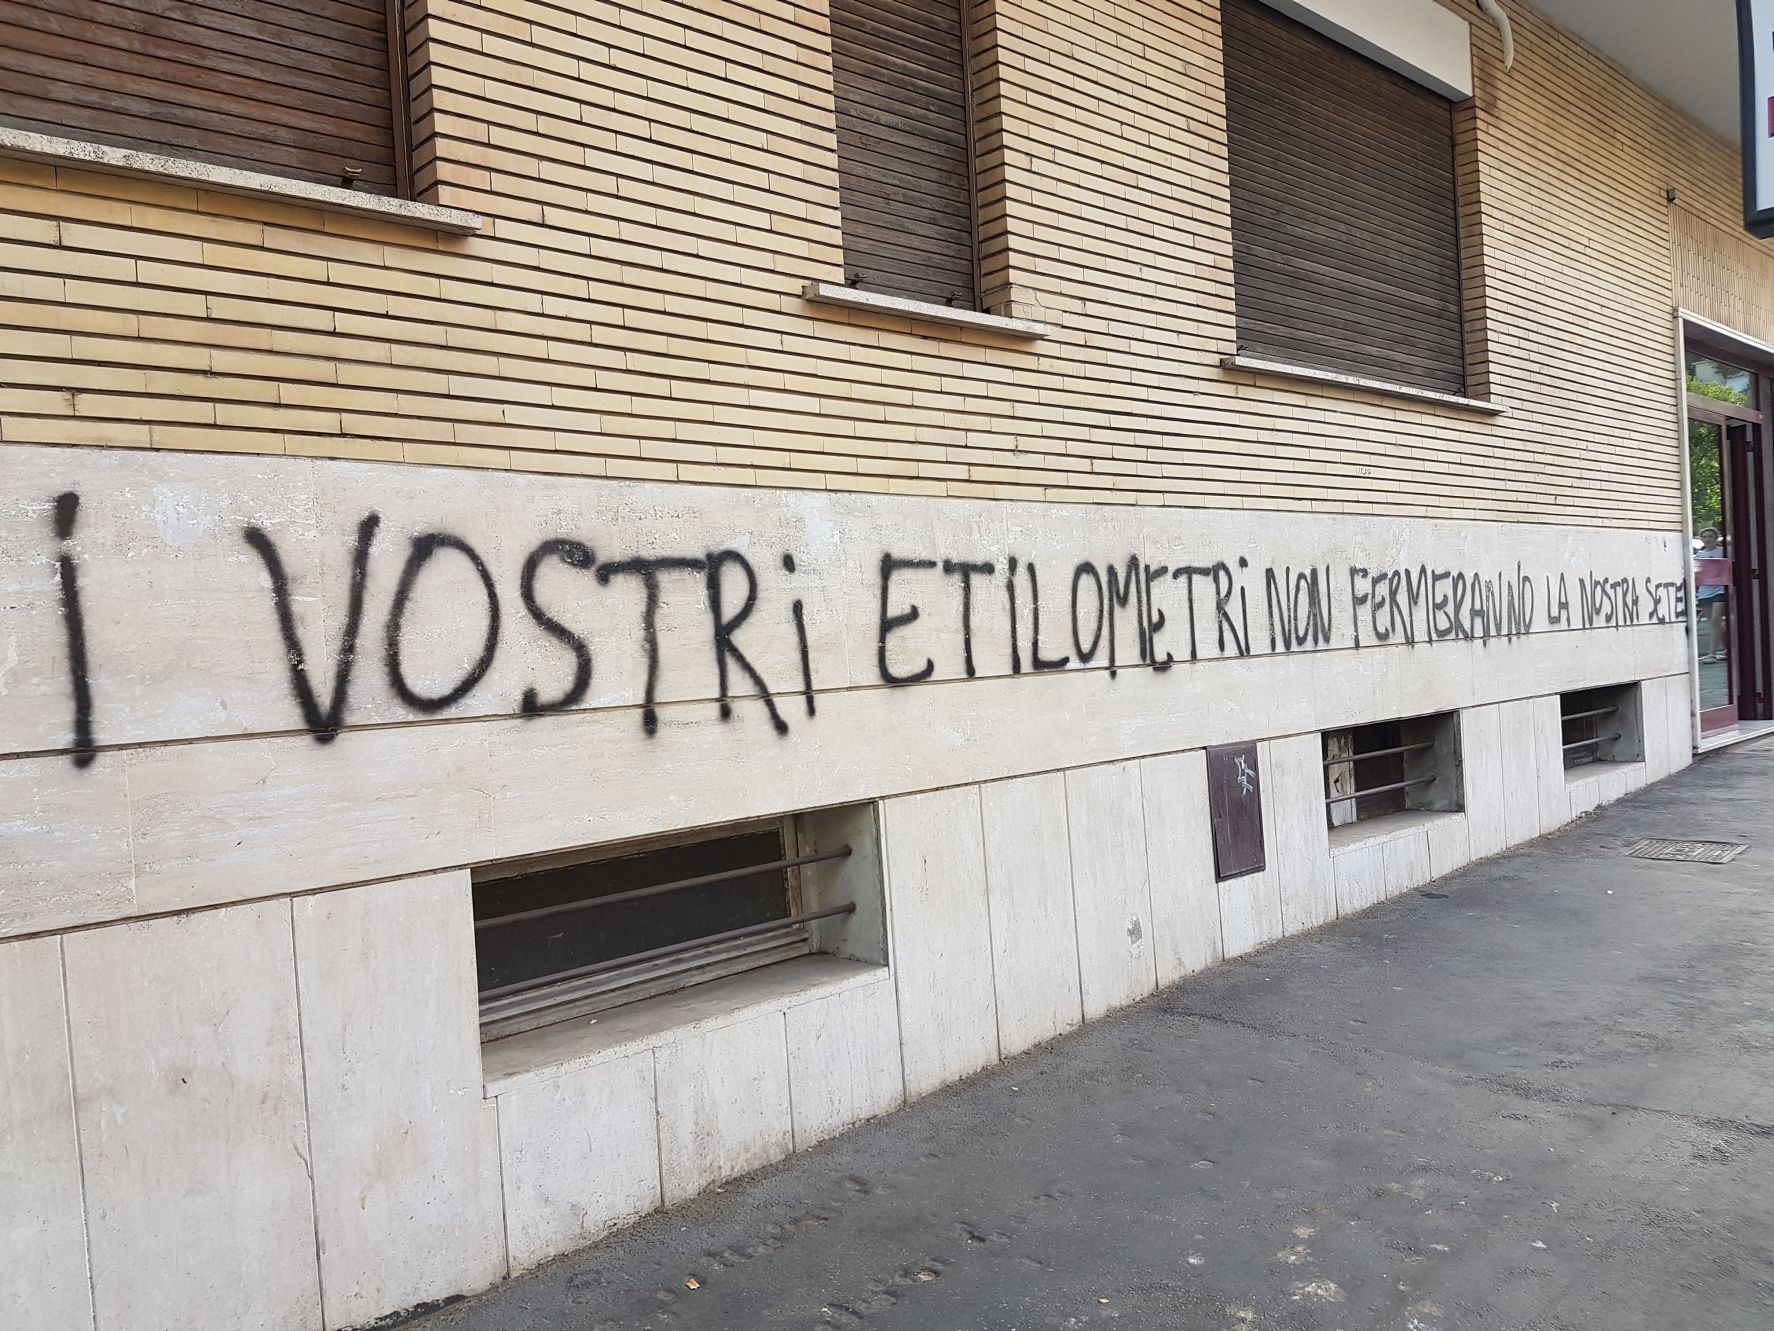 i VOSTRi ETiLOMETRi NON FERMERANNO LA NOSTRA SETE!